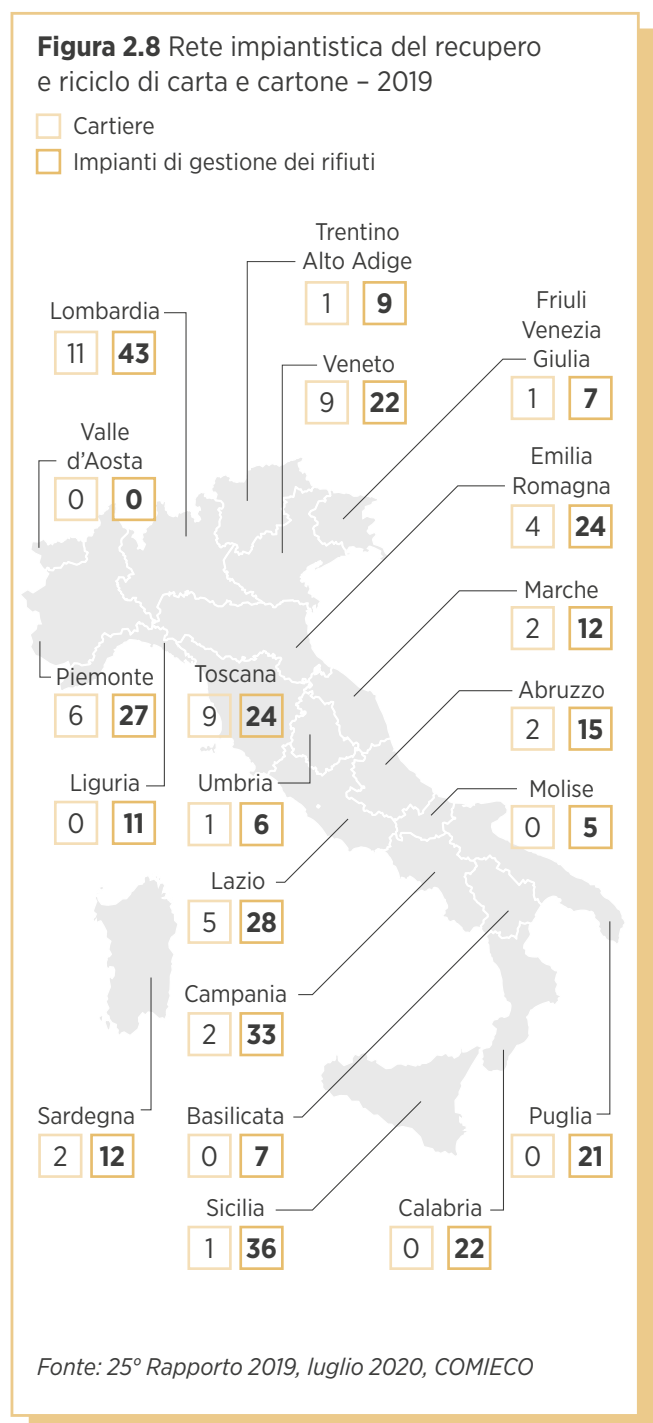 Figura 2.8 Rete impiantistica del recupero
e riciclo di carta e cartone – 2019
Cartiere
Impianti di gestione dei rifiuti
Trentino
Alto Adige
1 9
Lombardia
11 43
Veneto
9 22
Friuli
Venezia
Giulia
1 7
Valle
d'Aosta
0 0
Emilia
Romagna
4 24
Marche
2 12
Piemonte
6 27
Toscana
9 24
Abruzzo
2 15
Liguria
0 11
Umbria
1 6
Molise
0 5
Lazio
5 28
Campania
2 33
Sardegna
2 12
Basilicata
0 7
Puglia
0 21
Sicilia
1 36
Calabria
0 22
Fonte: 25° Rapporto 2019, luglio 2020, COMIECO